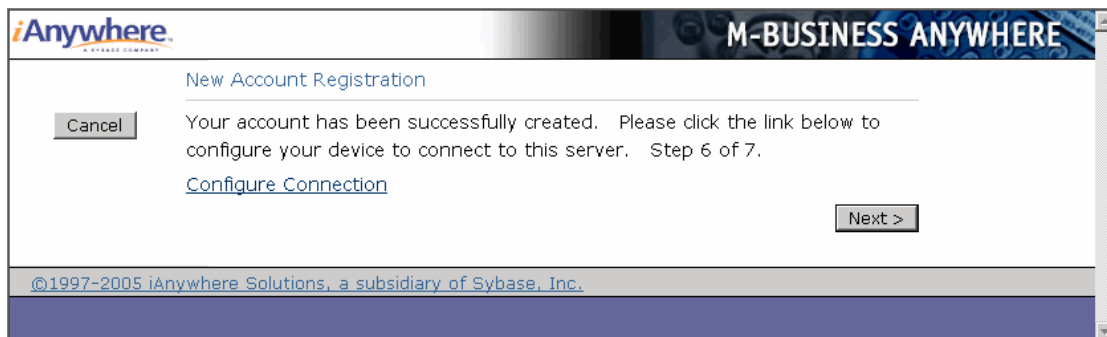 iAnywhere.
A SYBASE COMPANY
M-BUSINESS ANYWHERE
New Account Registration
Cancel
Your account has been successfully created. Please click the link below to
configure your device to connect to this server. Step 6 of 7.
Configure Connection
Next >
©1997-2005 iAnywhere Solutions, a subsidiary of Sybase, Inc.